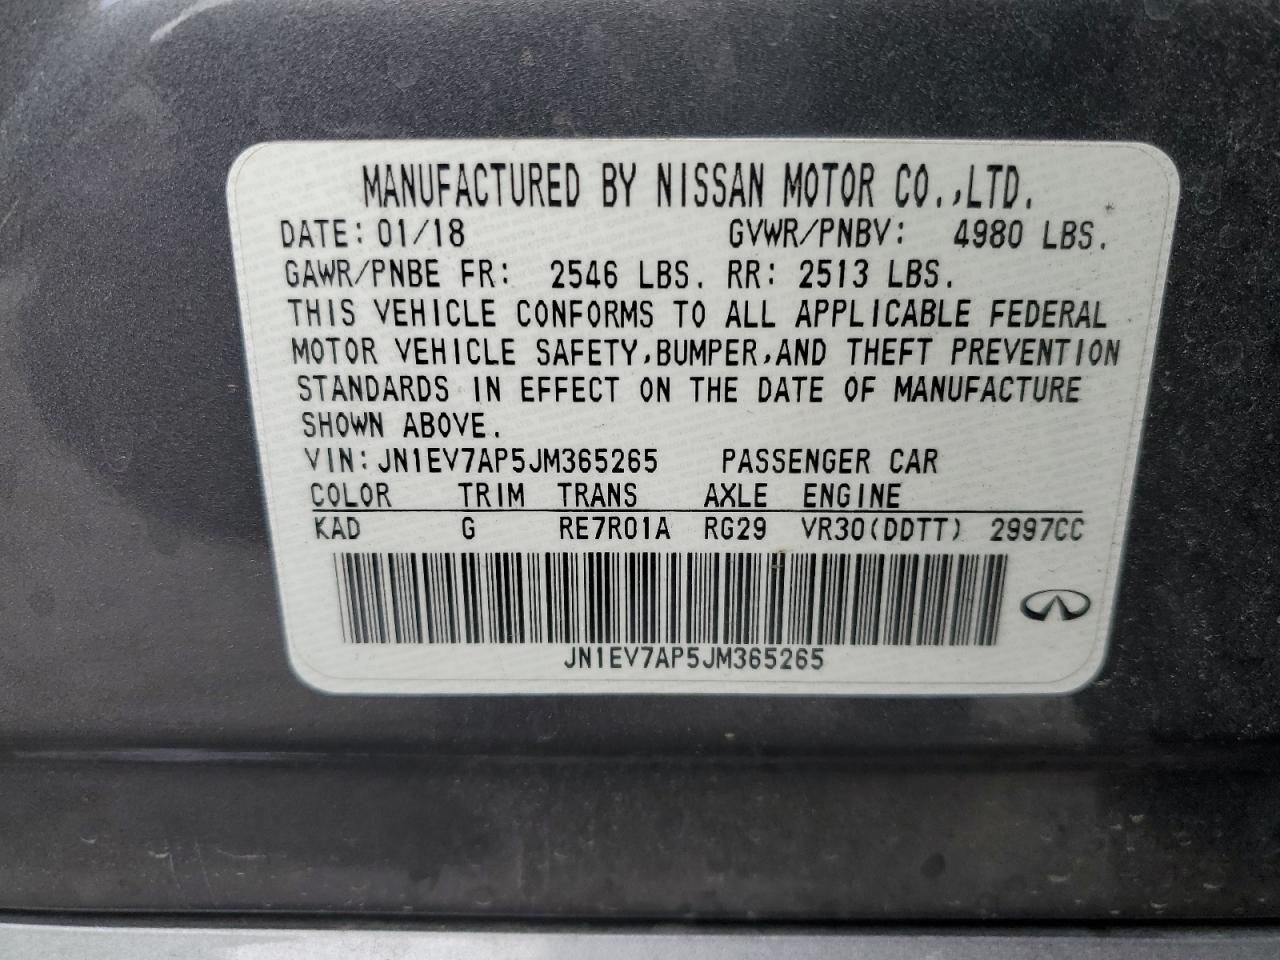 MANUFACTURED BY NISSAN MOTOR CO.,LTD.
DATE: 01/18 GVWR/PNBV: 4980 LBS.
GAWR/PNBE FR: 2546 LBS. RR: 2513 LBS.
THIS VEHICLE CONFORMS TO ALL APPLICABLE FEDERAL
MOTOR VEHICLE SAFETY,BUMPER,AND THEFT PREVENTION
STANDARDS IN EFFECT ON THE DATE OF MANUFACTURE
SHOWN ABOVE.
VIN:JN1EV7AP5JM365265 PASSENGER CAR
COLOR TRIM TRANS AXLE ENGINE
KAD G RE7R01A RG29 VR30(DDTT) 2997CC
JN1EV7AP5JM365265